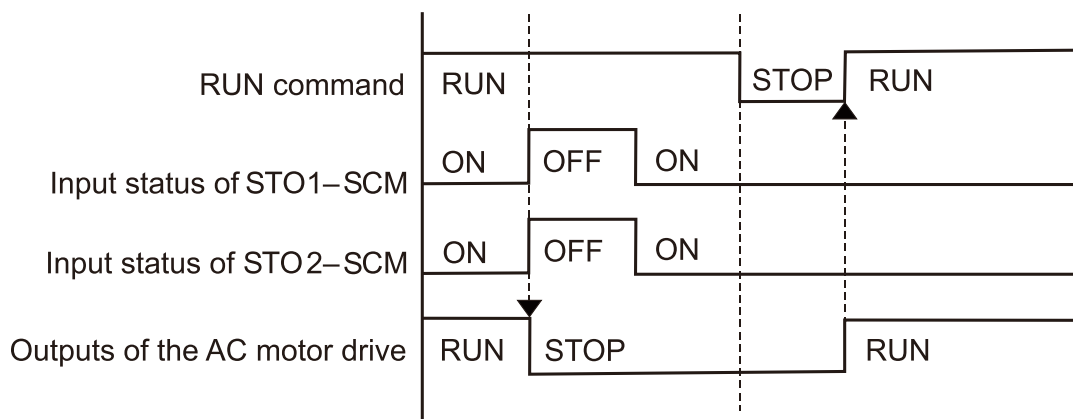 RUN command RUN STOP RUN
Input status of STO1–SCM ON OFF ON
Input status of STO2–SCM ON OFF ON
Outputs of the AC motor drive RUN STOP RUN